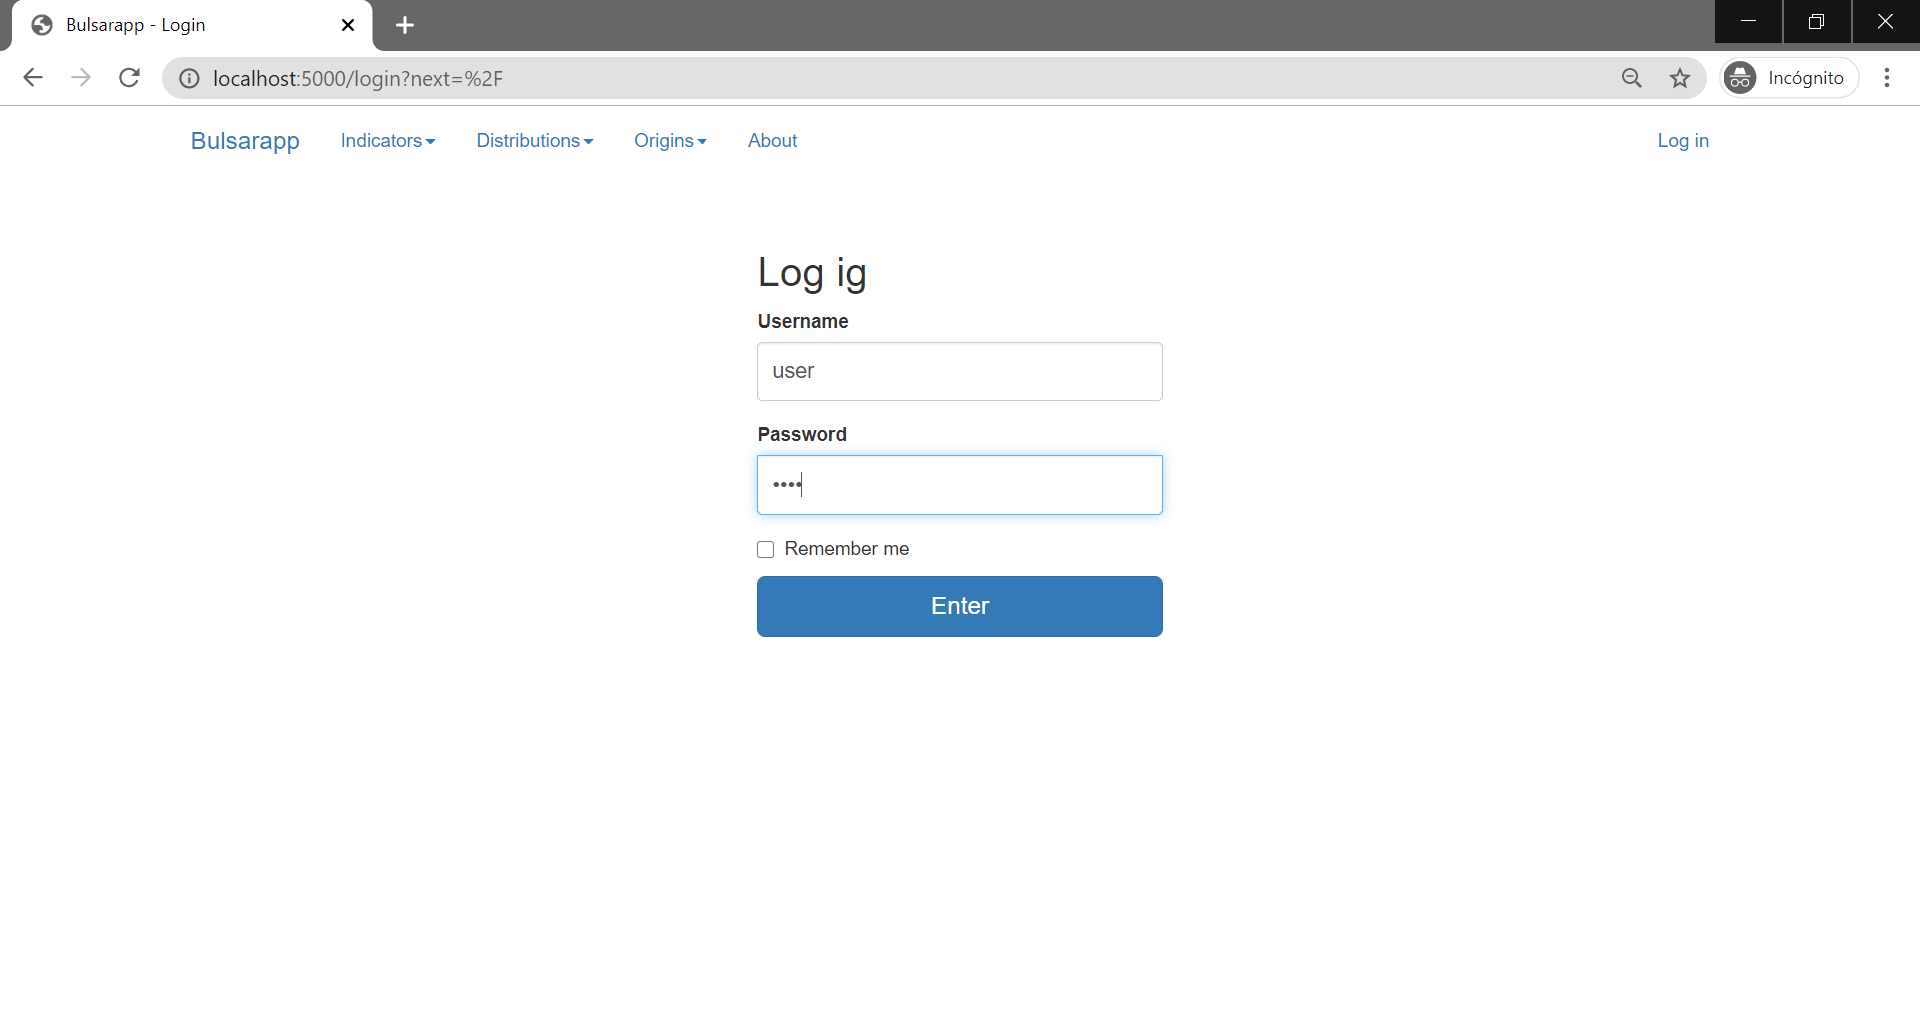 Bulsarapp - Login
localhost:5000/login?next=%2F
Incógnito
Bulsarapp Indicators Distributions Origins About Log in
Log ig
Username
user
Password
••••
Remember me
Enter